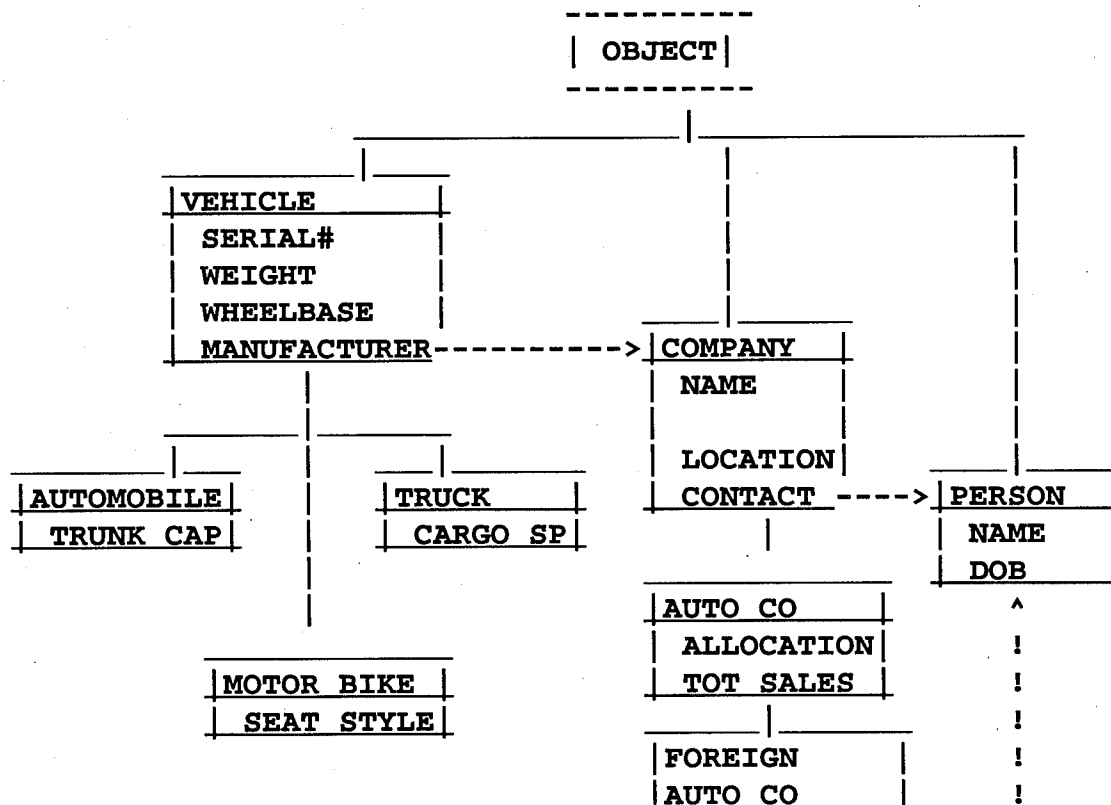 OBJECT
VEHICLE
SERIAL#
WEIGHT
WHEELBASE
MANUFACTURER
COMPANY
NAME
LOCATION
CONTACT
PERSON
NAME
DOB
AUTOMOBILE
TRUNK CAP
TRUCK
CARGO SP
MOTOR BIKE
SEAT STYLE
AUTO CO
ALLOCATION
TOT SALES
FOREIGN
AUTO CO